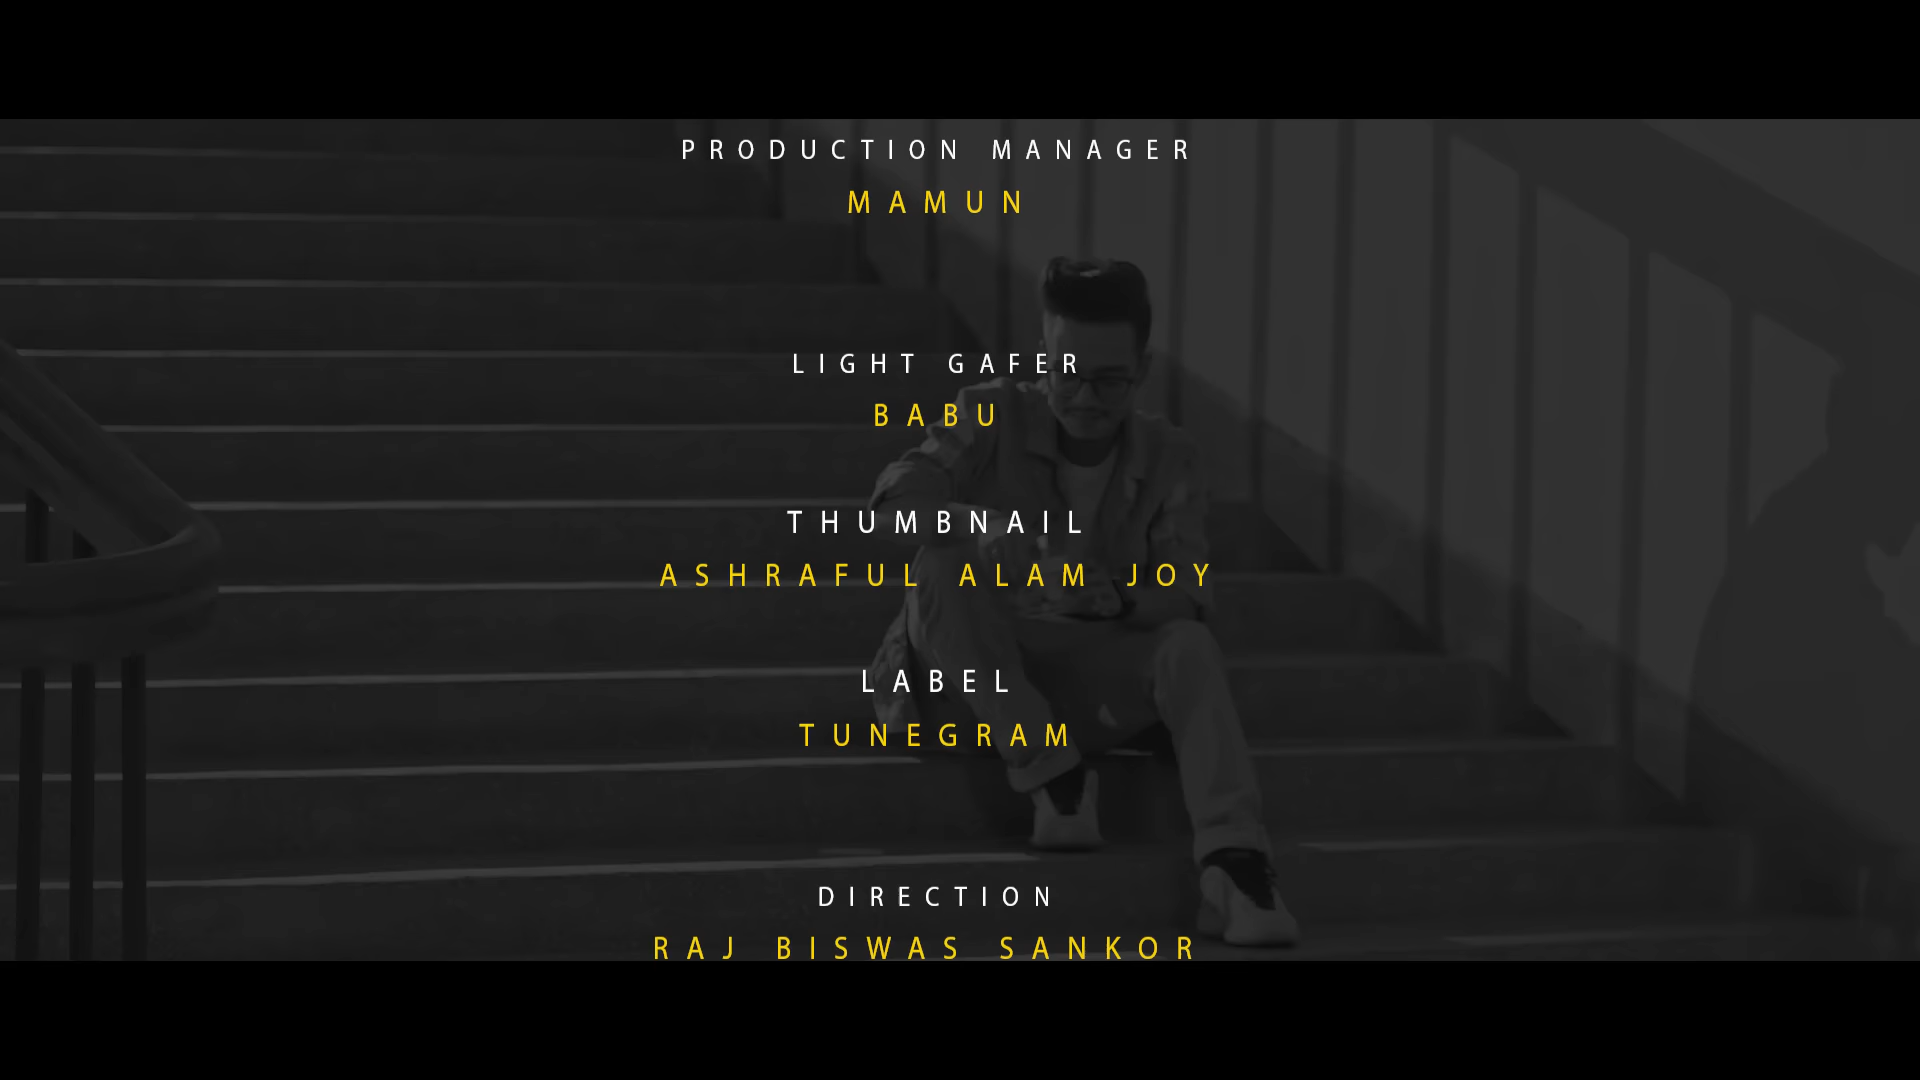 PRODUCTION MANAGER
MAMUN
LIGHT GAFER
BABU
THUMBNAIL
ASHRAFUL ALAM JOY
LABEL
TUNEGRAM
DIRECTION
RAJ BISWAS SANKOR